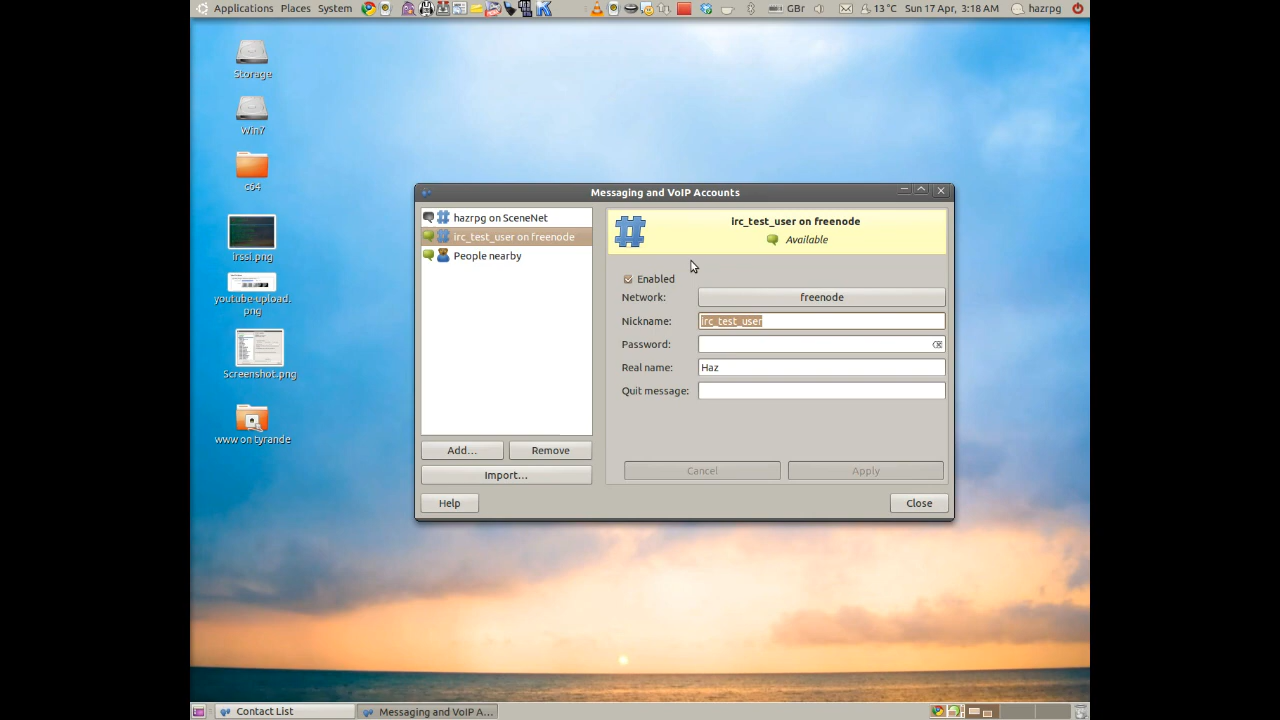 Applications Places System GBr 13 °C Sun 17 Apr, 3:18 AM hazrpg
Storage
Win7
c64
irssi.png
youtube-upload.
png
Screenshot.png
www on tyrande
Messaging and VoIP Accounts
hazrpg on SceneNet
irc_test_user on freenode
People nearby
Add...
Remove
Import...
Help
irc_test_user on freenode
Available
Enabled
Network: freenode
Nickname: irc_test_user
Password:
Real name: Haz
Quit message:
Cancel
Apply
Close
Contact List
Messaging and VoIP A...